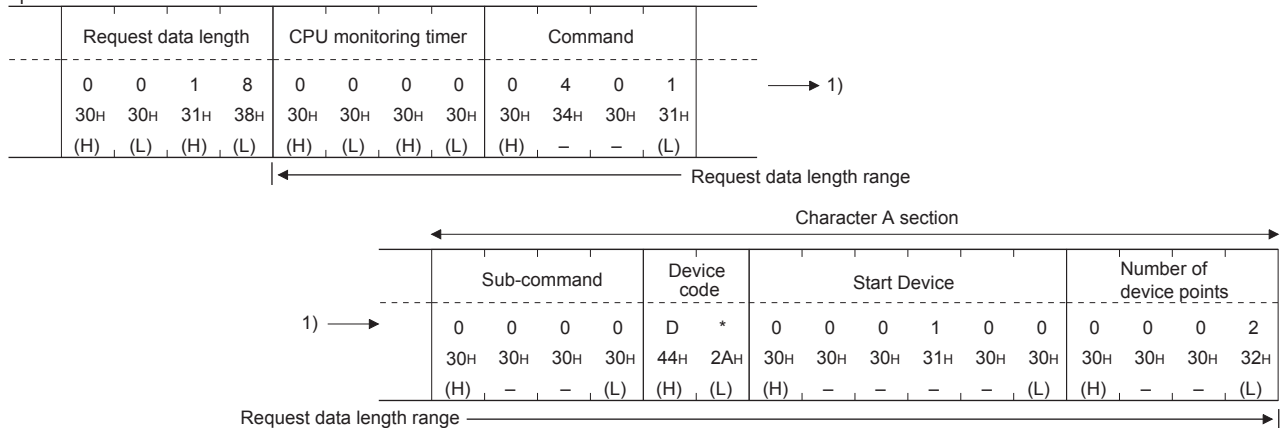 Request data length CPU monitoring timer Command
0 0 1 8 0 0 0 0 0 4 0 1 1)
30H 30H 31H 38H 30H 30H 30H 30H 30H 34H 30H 31H
(H) (L) (H) (L) (H) (L) (H) (L) (H) – – (L)
Request data length range
Character A section
Sub-command Device code Start Device Number of device points
1) 0 0 0 0 D * 0 0 0 1 0 0 0 0 0 2
30H 30H 30H 30H 44H 2AH 30H 30H 30H 31H 30H 30H 30H 30H 30H 32H
(H) – – (L) (H) (L) (H) – – – – (L) (H) – – (L)
Request data length range